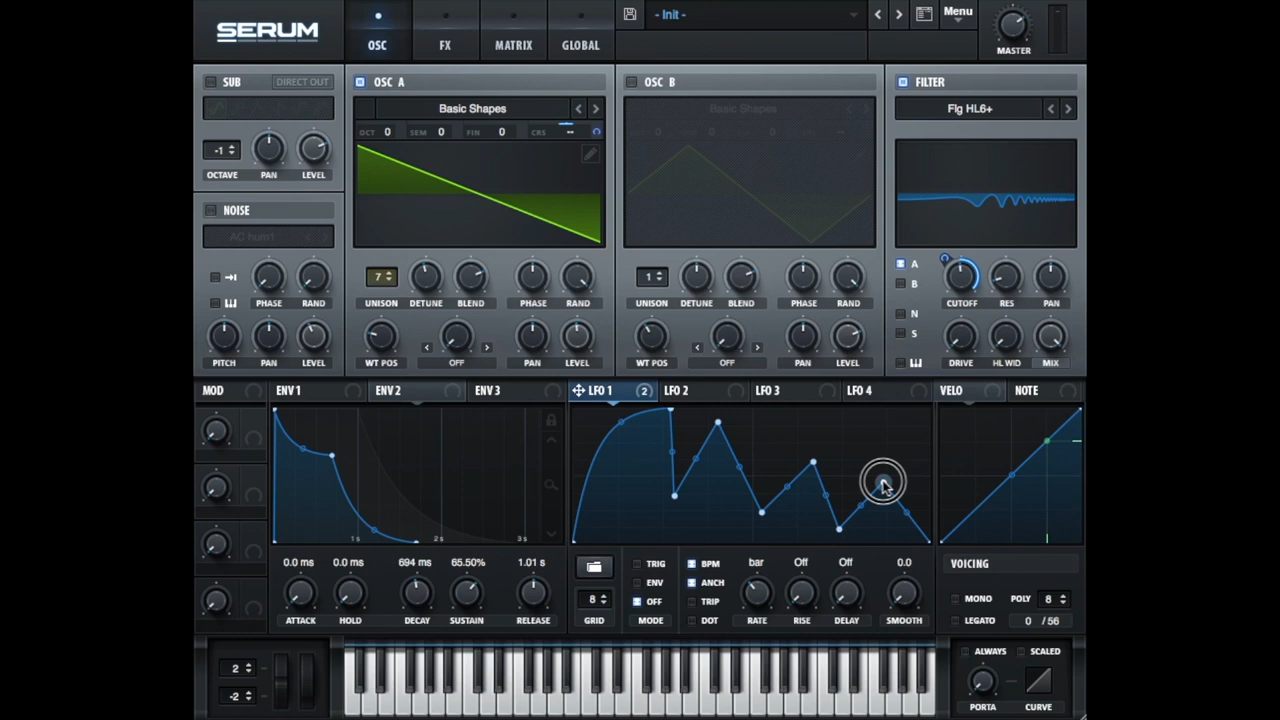 SERUM
OSC FX MATRIX GLOBAL
- Init -
Menu
MASTER
SUB DIRECT OUT
-1
OCTAVE PAN LEVEL
NOISE
AC hum1
PHASE RAND
PITCH PAN LEVEL
OSC A
Basic Shapes
OCT 0 SEM 0 FIN 0 CRS --
7
UNISON DETUNE BLEND PHASE RAND
WT POS OFF PAN LEVEL
OSC B
Basic Shapes
1
UNISON DETUNE BLEND PHASE RAND
WT POS OFF PAN LEVEL
FILTER
Flg HL6+
A
B
N
S
CUTOFF RES PAN
DRIVE HL WID MIX
MOD ENV 1 ENV 2 ENV 3 LFO 1 2 LFO 2 LFO 3 LFO 4 VELO NOTE
1 s 2 s 3 s
0.0 ms 0.0 ms 694 ms 65.50% 1.01 s
ATTACK HOLD DECAY SUSTAIN RELEASE
8
GRID
TRIG
ENV
OFF
MODE
BPM
ANCH
TRIP
DOT
bar Off Off 0.0
RATE RISE DELAY SMOOTH
VOICING
MONO POLY 8
LEGATO 0 / 56
2
-2
ALWAYS SCALED
PORTA CURVE